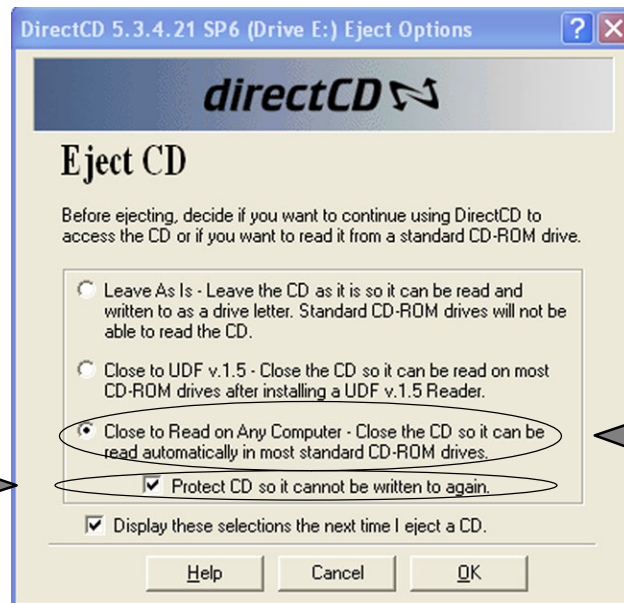 DirectCD 5.3.4.21 SP6 (Drive E:) Eject Options
directCD
Eject CD
Before ejecting, decide if you want to continue using DirectCD to
access the CD or if you want to read it from a standard CD-ROM drive.
Leave As Is - Leave the CD as it is so it can be read and
written to as a drive letter. Standard CD-ROM drives will not be
able to read the CD.
Close to UDF v.1.5 - Close the CD so it can be read on most
CD-ROM drives after installing a UDF v.1.5 Reader.
Close to Read on Any Computer - Close the CD so it can be
read automatically in most standard CD-ROM drives.
Protect CD so it cannot be written to again.
Display these selections the next time I eject a CD.
Help Cancel OK